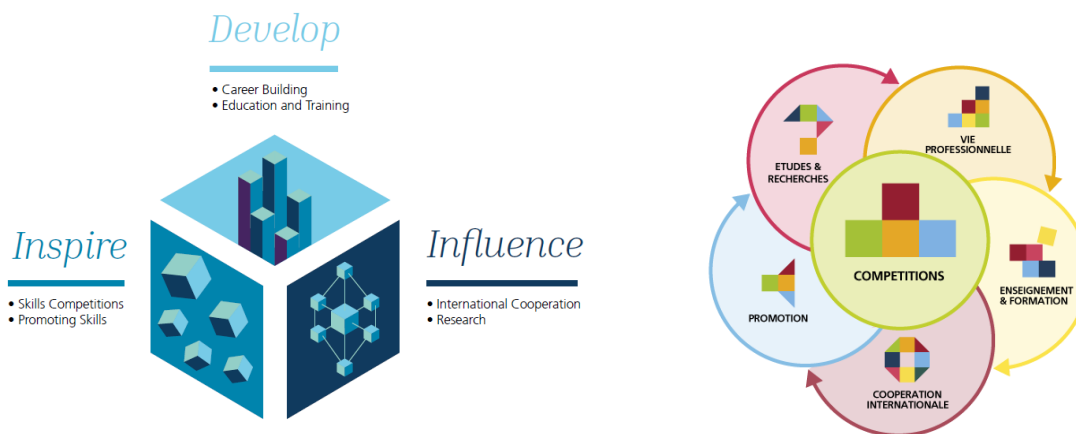 Develop
• Career Building
• Education and Training
Inspire
• Skills Competitions
• Promoting Skills
Influence
• International Cooperation
• Research
ETUDES &
RECHERCHES
VIE
PROFESSIONNELLE
COMPETITIONS
ENSEIGNEMENT
& FORMATION
PROMOTION
COOPERATION
INTERNATIONALE